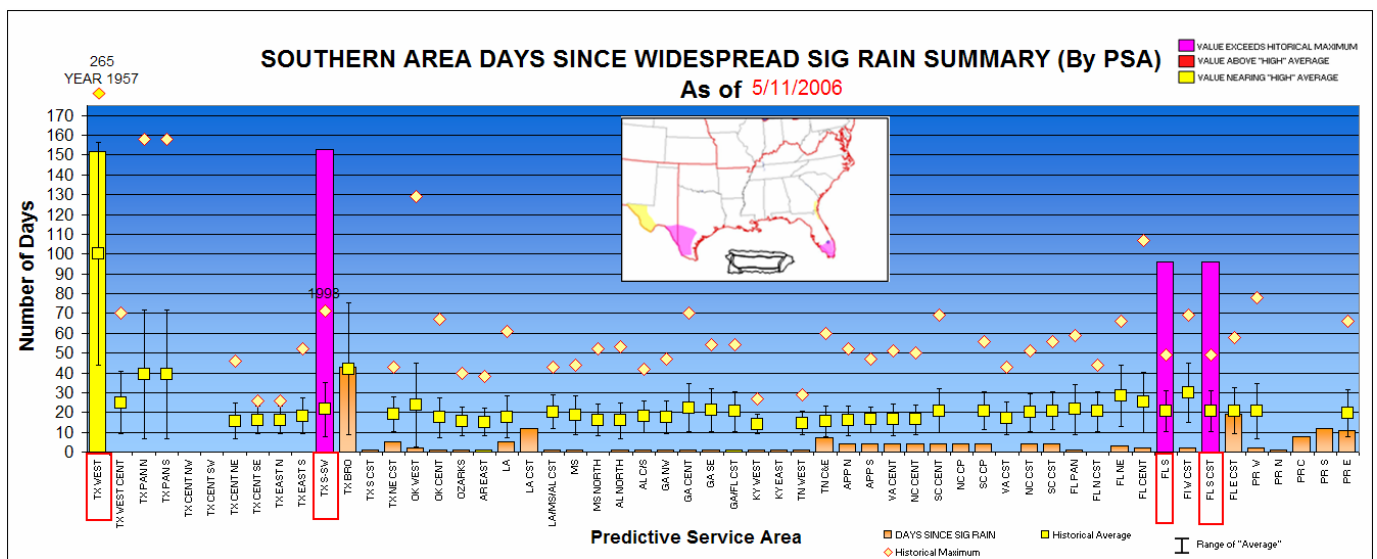 265
YEAR 1957
SOUTHERN AREA DAYS SINCE WIDESPREAD SIG RAIN SUMMARY (By PSA)
As of 5/11/2006
VALUE EXCEEDS HITORICAL MAXIMUM
VALUE ABOVE "HIGH" AVERAGE
VALUE NEARING "HIGH" AVERAGE
Number of Days
170
160
150
140
130
120
110
100
90
80
70
60
50
40
30
20
10
0
1998
TX WEST
TX WEST CENT
TX PAN N
TX PAN S
TX CENT NW
TX CENT SW
TX CENT NE
TX CENT SE
TX EAST N
TX EAST S
TX S-SW
TX BRO
TX S CST
TX NE CST
OK WEST
OK CENT
OZARKS
AR EAST
LA
LA CST
LA/MS/AL CST
MS
MS NORTH
AL NORTH
AL C/S
GA NW
GA CENT
GA SE
GA/FL CST
KY WEST
KY EAST
TN WEST
TN C&E
APP N
APP S
VA CENT
NC CENT
SC CENT
NC CP
SC CP
VA CST
NC CST
SC CST
FL PAN
FL N CST
FL NE
FL CENT
FL S
FL W CST
FL S CST
FL E CST
PR W
PR N
PR C
PR S
PR E
Predictive Service Area
DAYS SINCE SIG RAIN
Historical Average
Historical Maximum
Range of "Average"